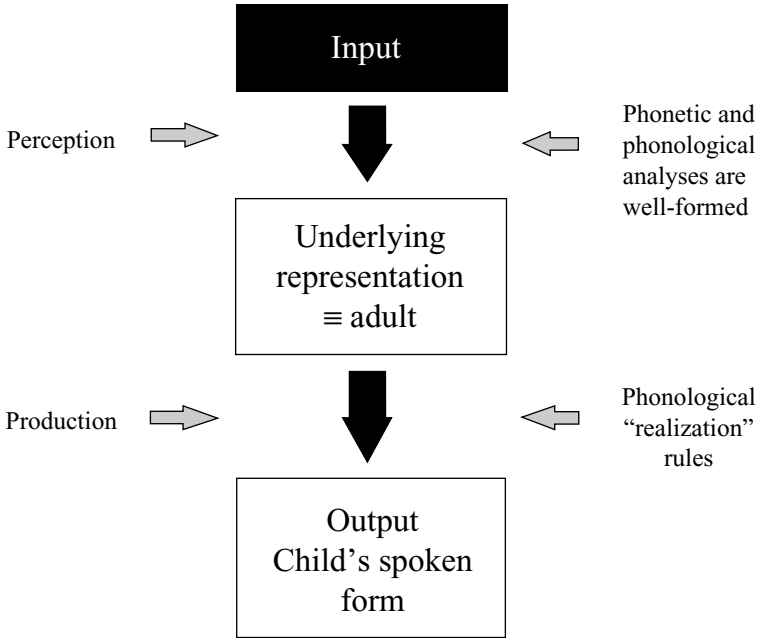 Input
Perception
Phonetic and
phonological
analyses are
well-formed
Underlying
representation
≡ adult
Production
Phonological
“realization”
rules
Output
Child’s spoken
form